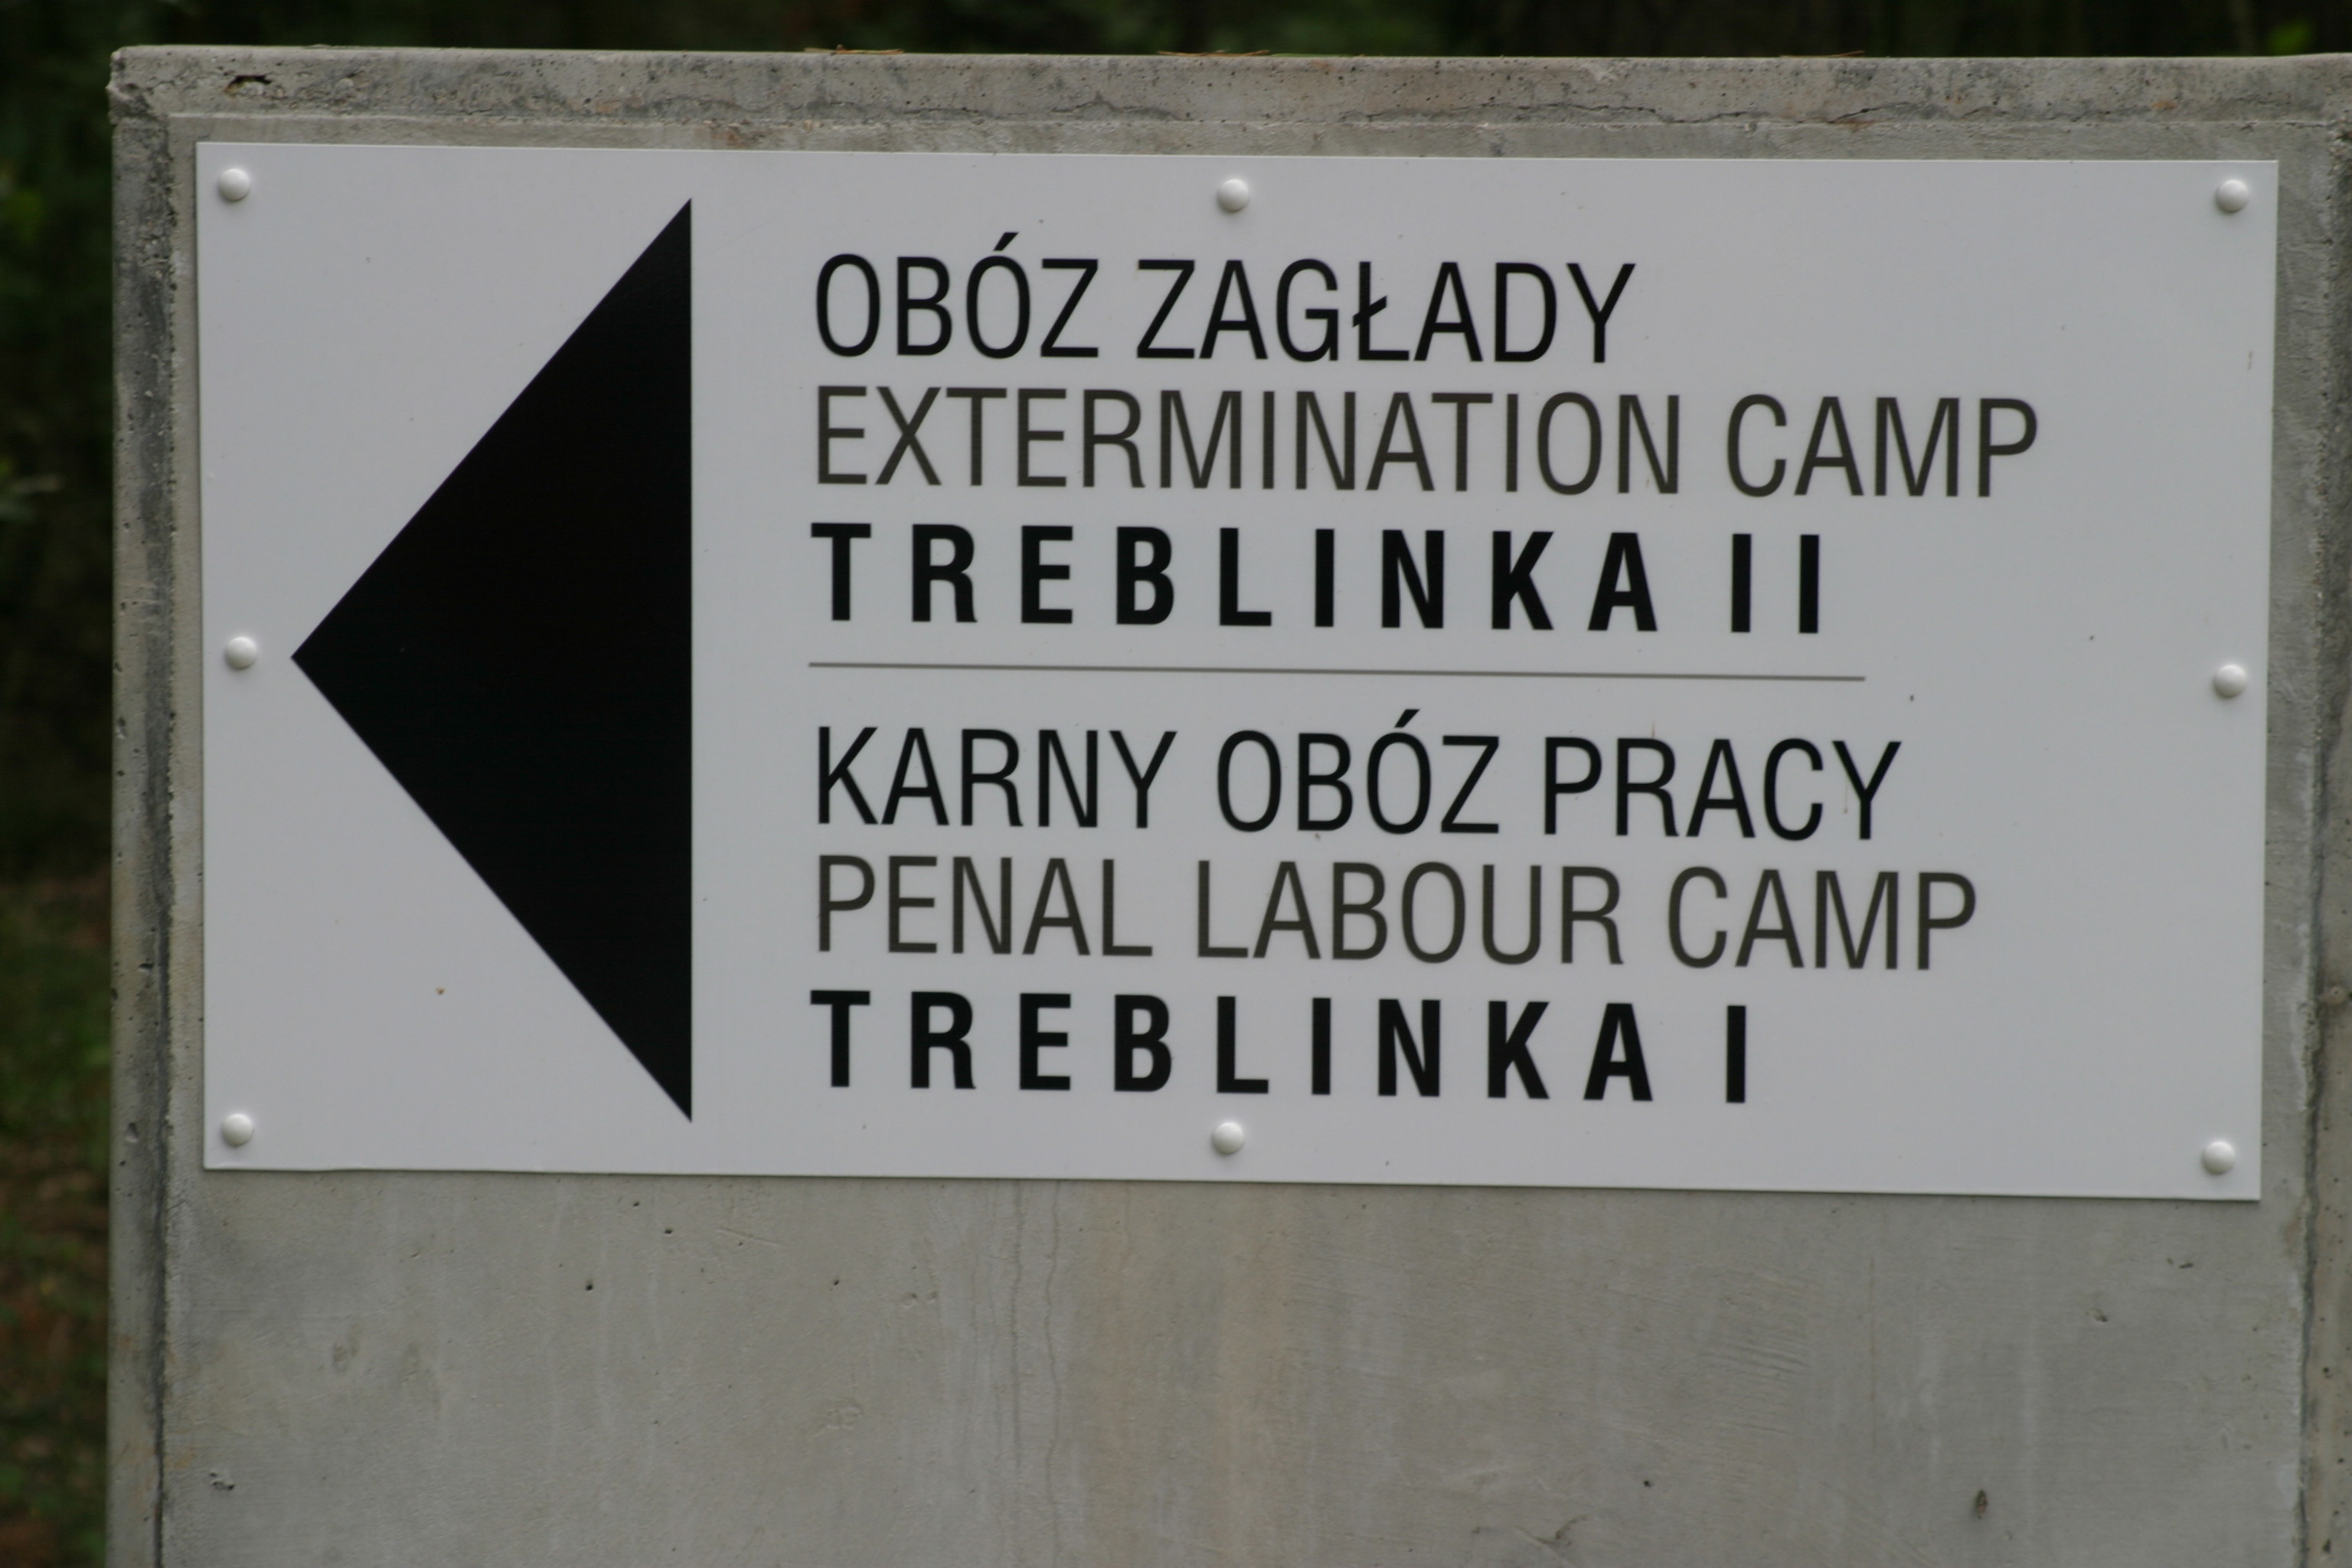 OBÓZ ZAGŁADY
EXTERMINATION CAMP
TREBLINKA II
KARNY OBÓZ PRACY
PENAL LABOUR CAMP
TREBLINKA I